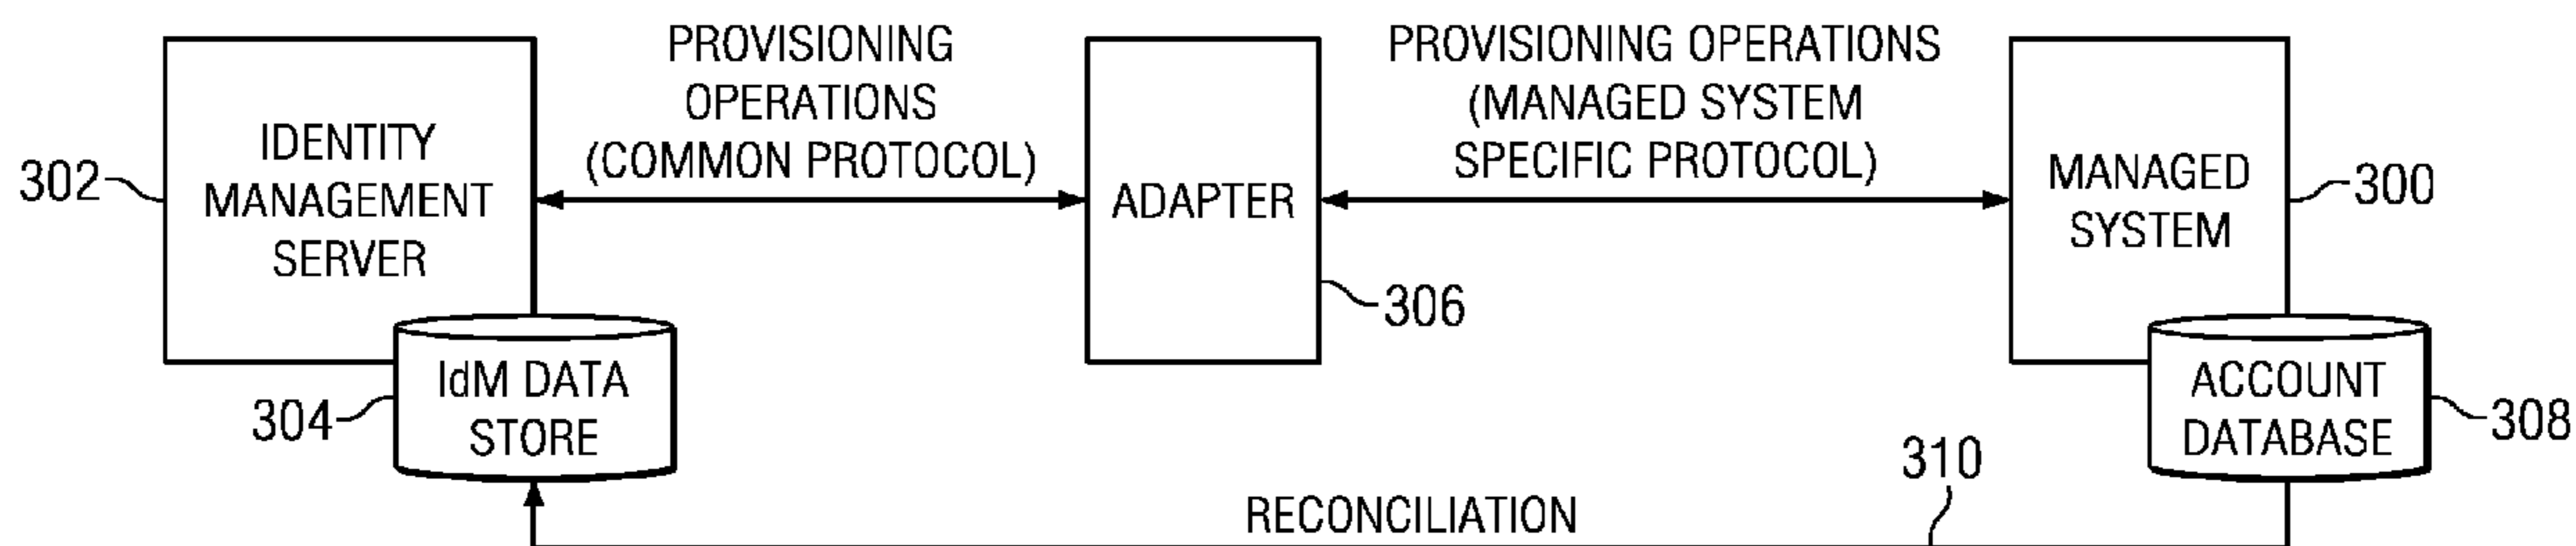 PROVISIONING
OPERATIONS
(COMMON PROTOCOL)
PROVISIONING OPERATIONS
(MANAGED SYSTEM
SPECIFIC PROTOCOL)
302
IDENTITY
MANAGEMENT
SERVER
ADAPTER
MANAGED
SYSTEM
300
306
304
IdM DATA
STORE
ACCOUNT
DATABASE
308
310
RECONCILIATION